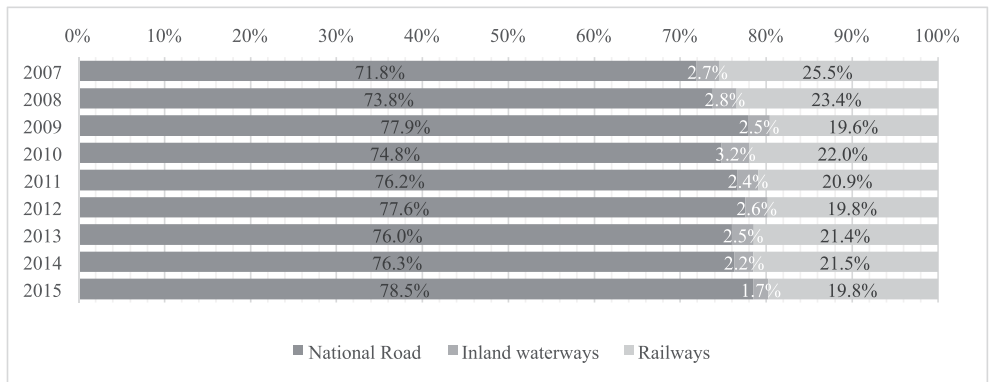 0% 10% 20% 30% 40% 50% 60% 70% 80% 90% 100%
2007 71.8% 2.7% 25.5%
2008 73.8% 2.8% 23.4%
2009 77.9% 2.5% 19.6%
2010 74.8% 3.2% 22.0%
2011 76.2% 2.4% 20.9%
2012 77.6% 2.6% 19.8%
2013 76.0% 2.5% 21.4%
2014 76.3% 2.2% 21.5%
2015 78.5% 1.7% 19.8%
National Road Inland waterways Railways